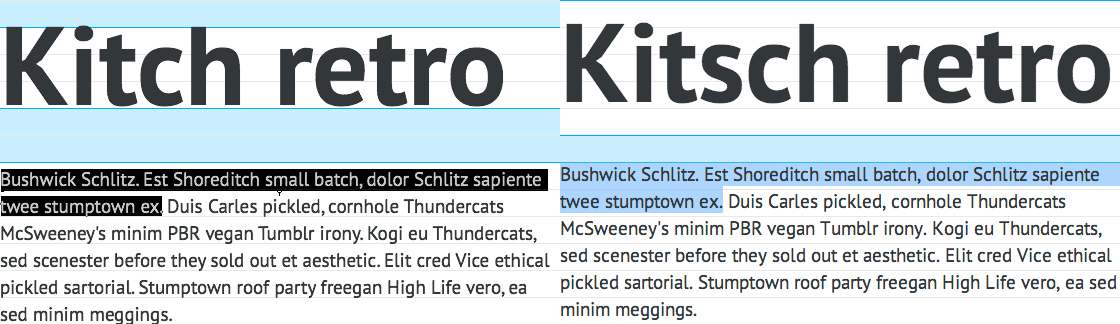 Kitch retro
Bushwick Schlitz. Est Shoreditch small batch, dolor Schlitz sapiente
twee stumptown ex. Duis Carles pickled, cornhole Thundercats
McSweeney's minim PBR vegan Tumblr irony. Kogi eu Thundercats,
sed scenester before they sold out et aesthetic. Elit cred Vice ethical
pickled sartorial. Stumptown roof party freegan High Life vero, ea
sed minim meggings.
Kitsch retro
Bushwick Schlitz. Est Shoreditch small batch, dolor Schlitz sapiente
twee stumptown ex. Duis Carles pickled, cornhole Thundercats
McSweeney's minim PBR vegan Tumblr irony. Kogi eu Thundercats,
sed scenester before they sold out et aesthetic. Elit cred Vice ethical
pickled sartorial. Stumptown roof party freegan High Life vero, ea sed
minim meggings.